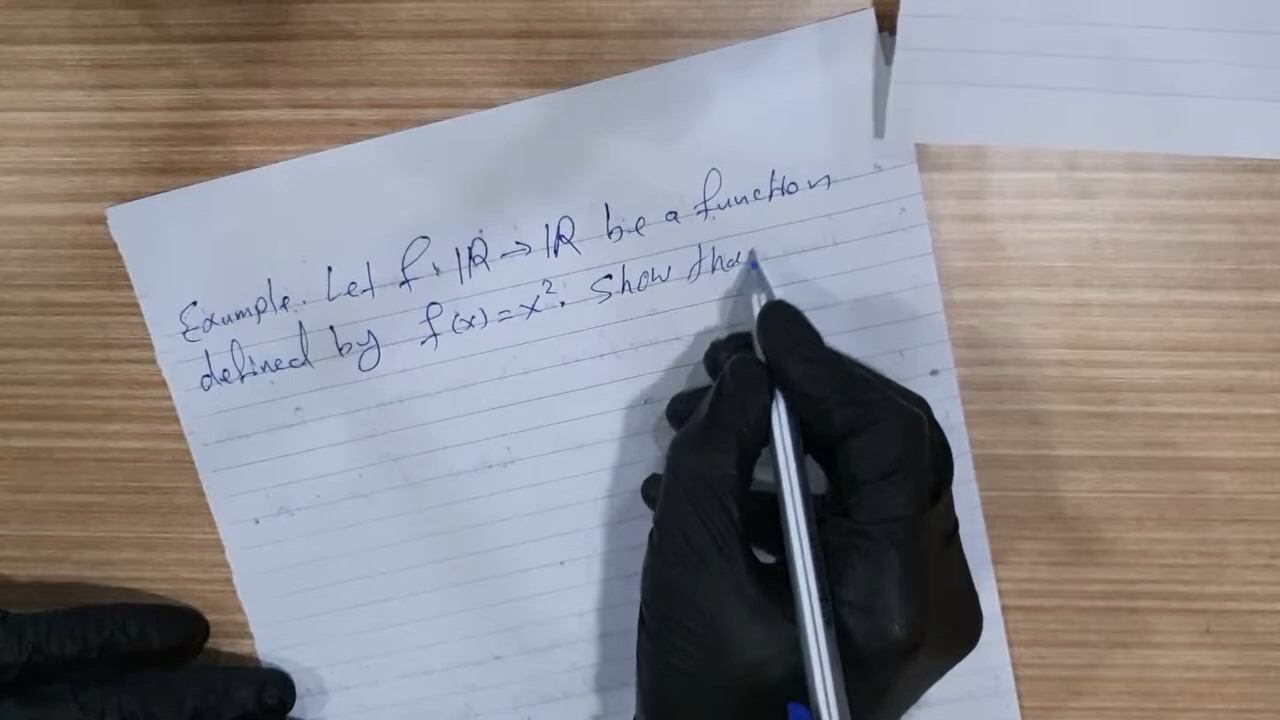 Example. Let f: ℝ → ℝ be a function
defined by f(x) = x². Show tha